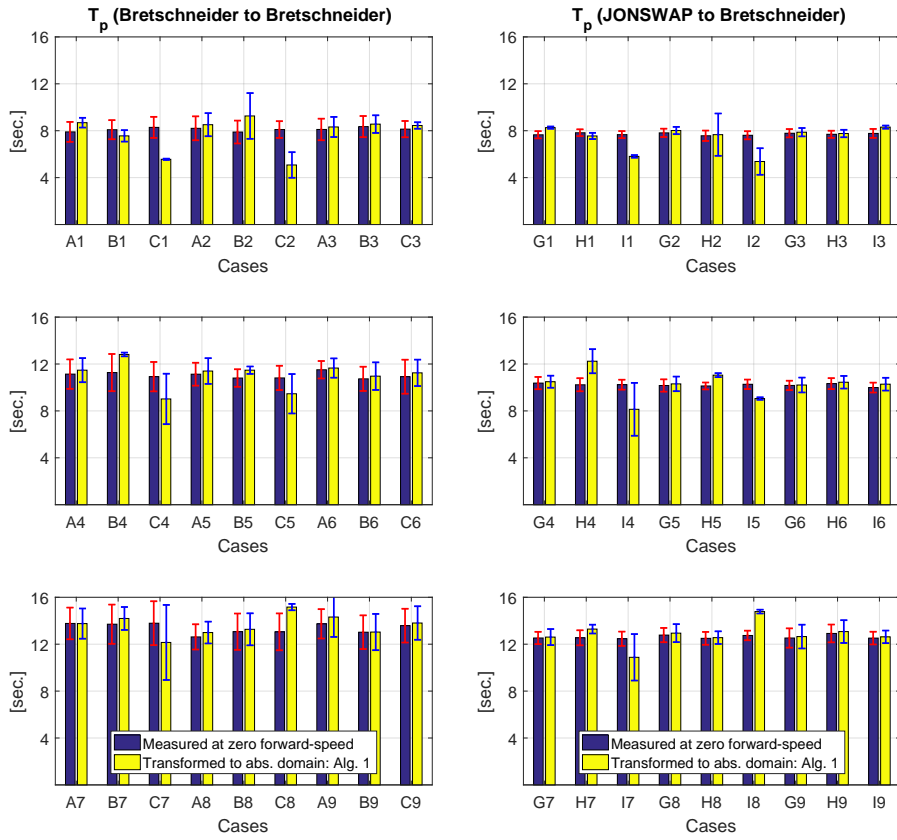 T_p (Bretschneider to Bretschneider)
16
12
8
4
[sec.]
A1 B1 C1 A2 B2 C2 A3 B3 C3
Cases
T_p (JONSWAP to Bretschneider)
16
12
8
4
[sec.]
G1 H1 I1 G2 H2 I2 G3 H3 I3
Cases
16
12
8
4
[sec.]
A4 B4 C4 A5 B5 C5 A6 B6 C6
Cases
16
12
8
4
[sec.]
G4 H4 I4 G5 H5 I5 G6 H6 I6
Cases
16
12
8
4
[sec.]
Measured at zero forward-speed
Transformed to abs. domain: Alg. 1
A7 B7 C7 A8 B8 C8 A9 B9 C9
Cases
16
12
8
4
[sec.]
Measured at zero forward-speed
Transformed to abs. domain: Alg. 1
G7 H7 I7 G8 H8 I8 G9 H9 I9
Cases